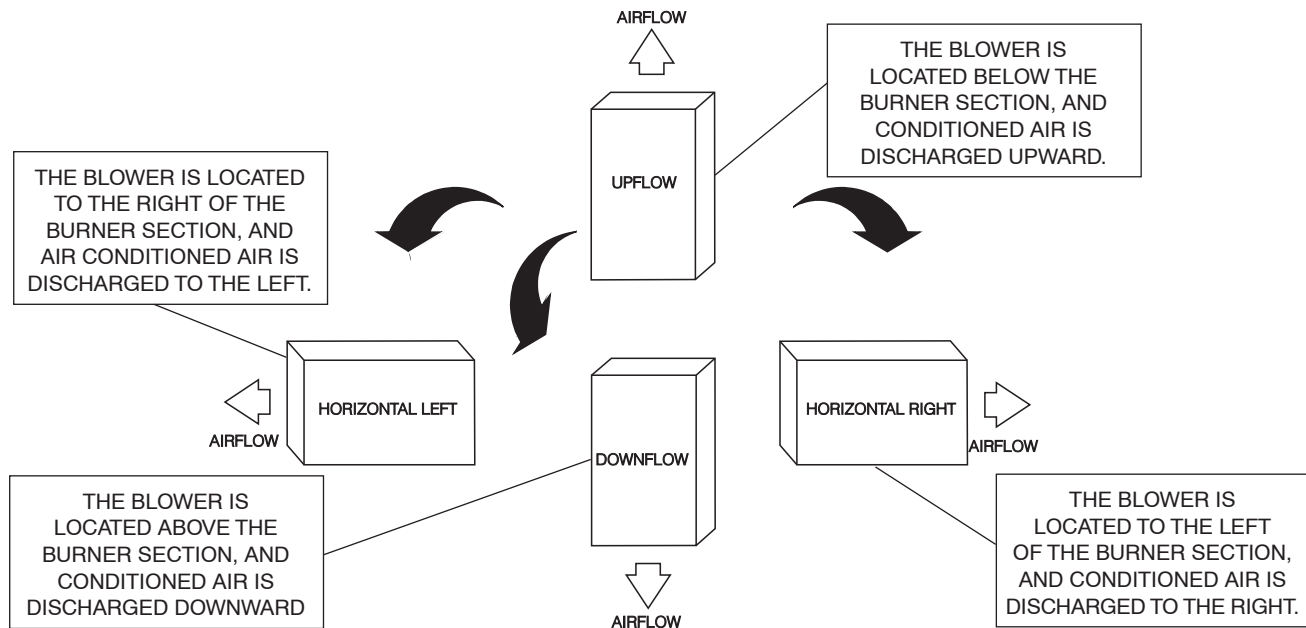 AIRFLOW
THE BLOWER IS
LOCATED BELOW THE
BURNER SECTION, AND
CONDITIONED AIR IS
DISCHARGED UPWARD.
UPFLOW
THE BLOWER IS LOCATED
TO THE RIGHT OF THE
BURNER SECTION, AND
AIR CONDITIONED AIR IS
DISCHARGED TO THE LEFT.
HORIZONTAL LEFT
AIRFLOW
DOWNFLOW
HORIZONTAL RIGHT
AIRFLOW
THE BLOWER IS
LOCATED ABOVE THE
BURNER SECTION, AND
CONDITIONED AIR IS
DISCHARGED DOWNWARD
AIRFLOW
THE BLOWER IS
LOCATED TO THE LEFT
OF THE BURNER SECTION,
AND CONDITIONED AIR IS
DISCHARGED TO THE RIGHT.